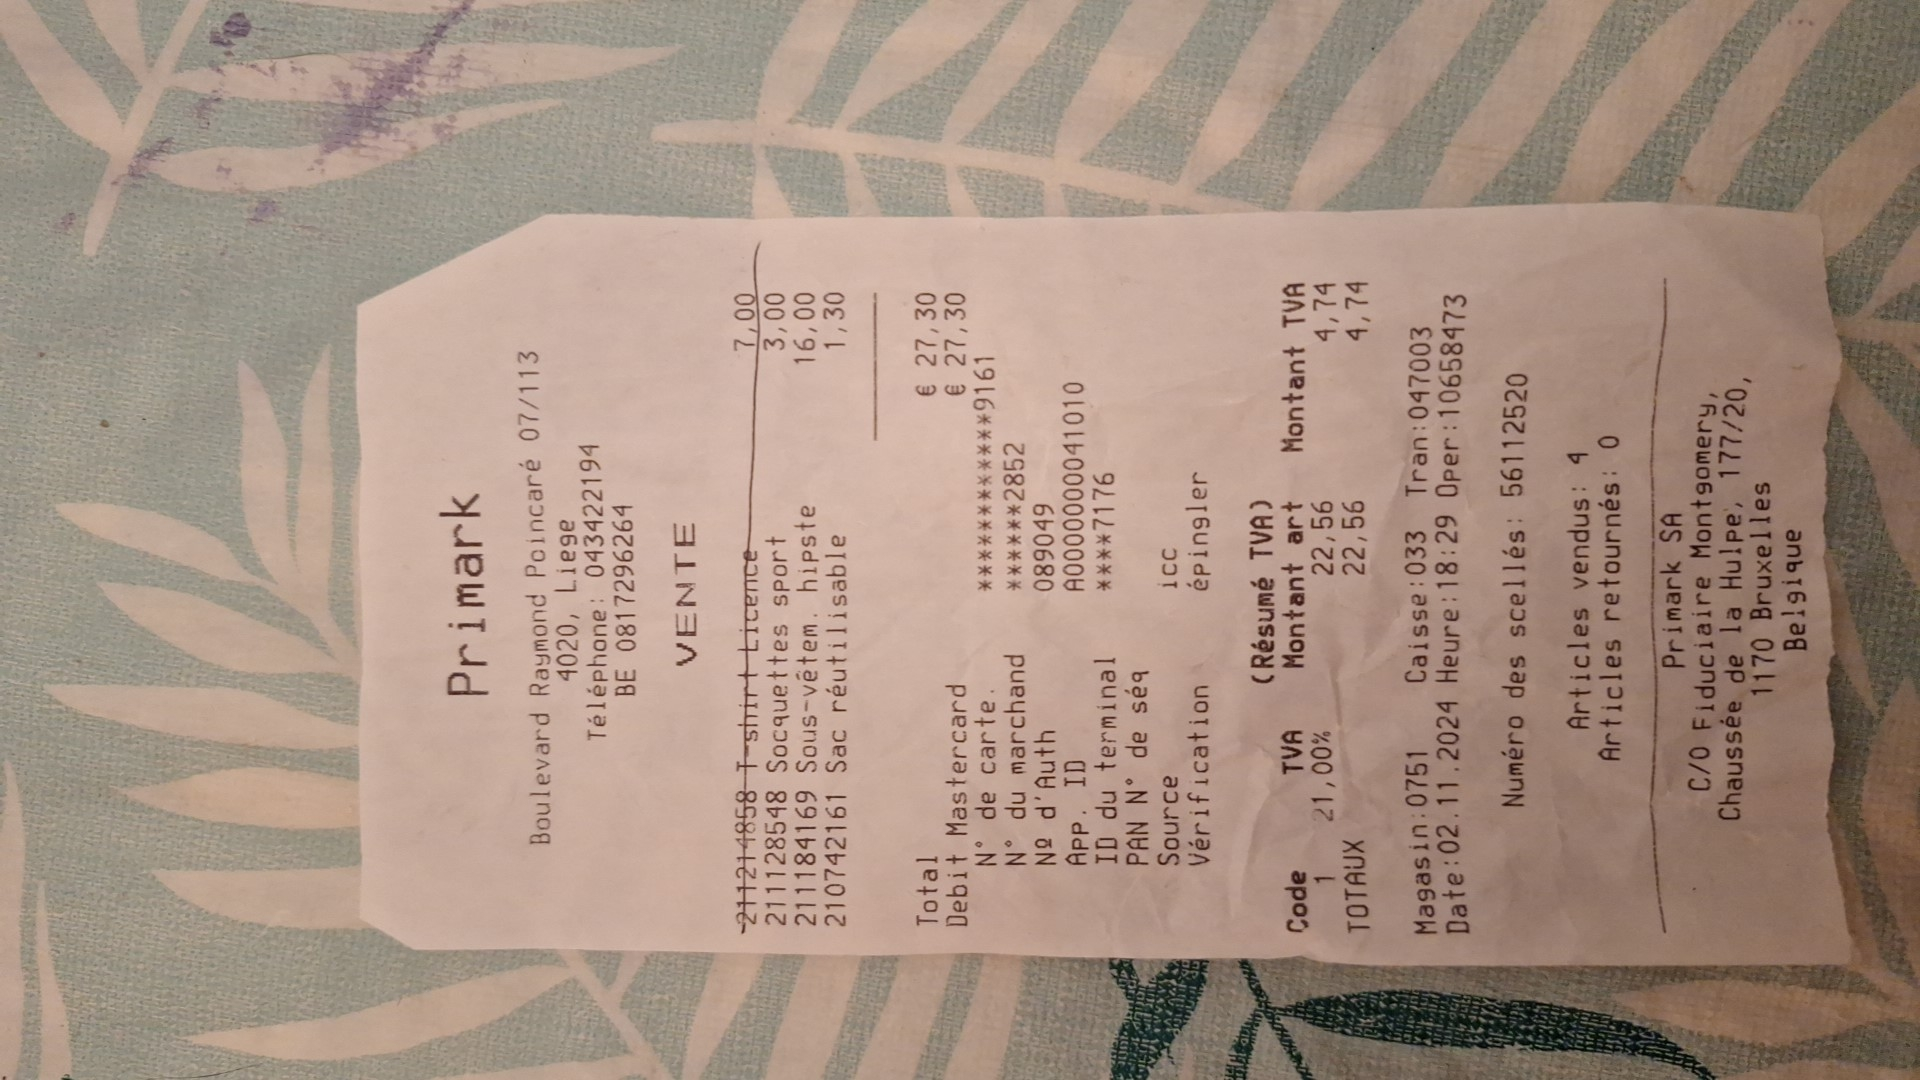 Primark
Boulevard Raymond Poincaré 07/113
4020, Liege
Téléphone: 043422194
BE 0817296264
VENTE
211214858 T-shirt Licence 7,00
211128548 Socquettes sport 3,00
211184169 Sous-vêtem. hipste 16,00
210742161 Sac réutilisable 1,30
Total € 27,30
Debit Mastercard € 27,30
N° de carte. ************9161
N° du marchand ******2852
Nº d'Auth 089049
App. ID A0000000041010
ID du terminal ****7176
PAN N° de séq
Source icc
Vérification épingler
(Résumé TVA)
Code TVA Montant art Montant TVA
1 21,00% 22,56 4,74
TOTAUX 22,56 4,74
Magasin:0751 Caisse:033 Tran:047003
Date:02.11.2024 Heure:18:29 Oper:10658473
Numéro des scellés: 56112520
Articles vendus: 4
Articles retournés: 0
Primark SA
C/O Fiduciaire Montgomery,
Chaussée de la Hulpe, 177/20,
1170 Bruxelles
Belgique